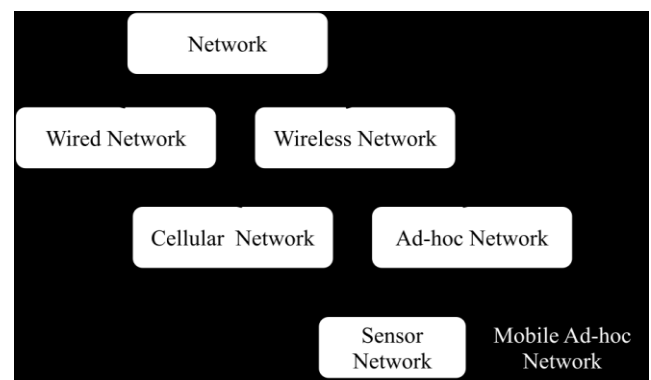 Network
Wired Network
Wireless Network
Cellular Network
Ad-hoc Network
Sensor
Network
Mobile Ad-hoc
Network